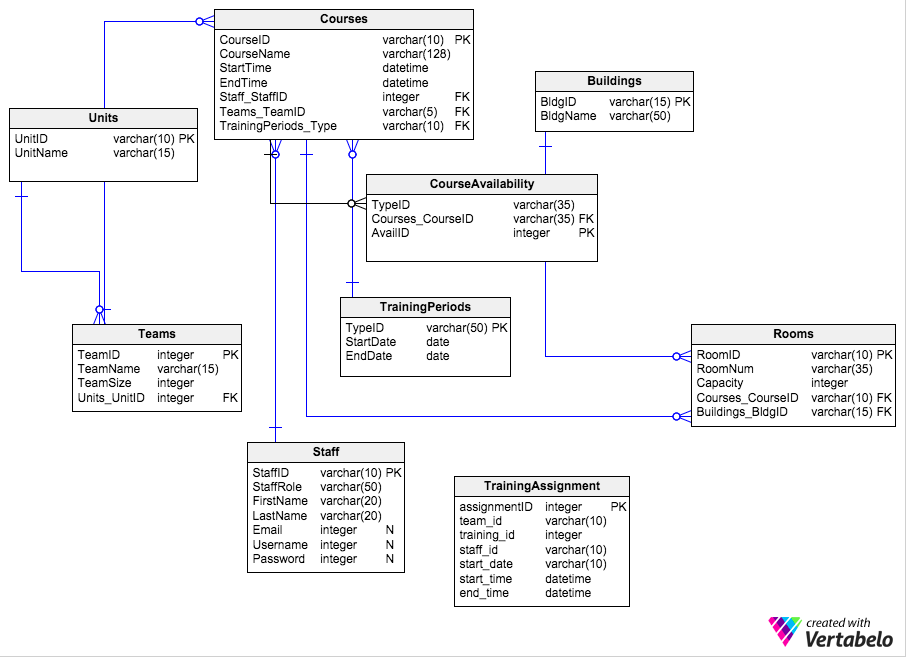 Courses
CourseID varchar(10) PK
CourseName varchar(128)
StartTime datetime
EndTime datetime
Staff_StaffID integer FK
Teams_TeamID varchar(5) FK
TrainingPeriods_Type varchar(10) FK
Buildings
BldgID varchar(15) PK
BldgName varchar(50)
Units
UnitID varchar(10) PK
UnitName varchar(15)
CourseAvailability
TypeID varchar(35)
Courses_CourseID varchar(35) FK
AvailID integer PK
TrainingPeriods
TypeID varchar(50) PK
StartDate date
EndDate date
Teams
TeamID integer PK
TeamName varchar(15)
TeamSize integer
Units_UnitID integer FK
Rooms
RoomID varchar(10) PK
RoomNum varchar(35)
Capacity integer
Courses_CourseID varchar(10) FK
Buildings_BldgID varchar(15) FK
Staff
StaffID varchar(10) PK
StaffRole varchar(50)
FirstName varchar(20)
LastName varchar(20)
Email integer N
Username integer N
Password integer N
TrainingAssignment
assignmentID integer PK
team_id varchar(10)
training_id integer
staff_id varchar(10)
start_date varchar(10)
start_time datetime
end_time datetime
created with
Vertabelo